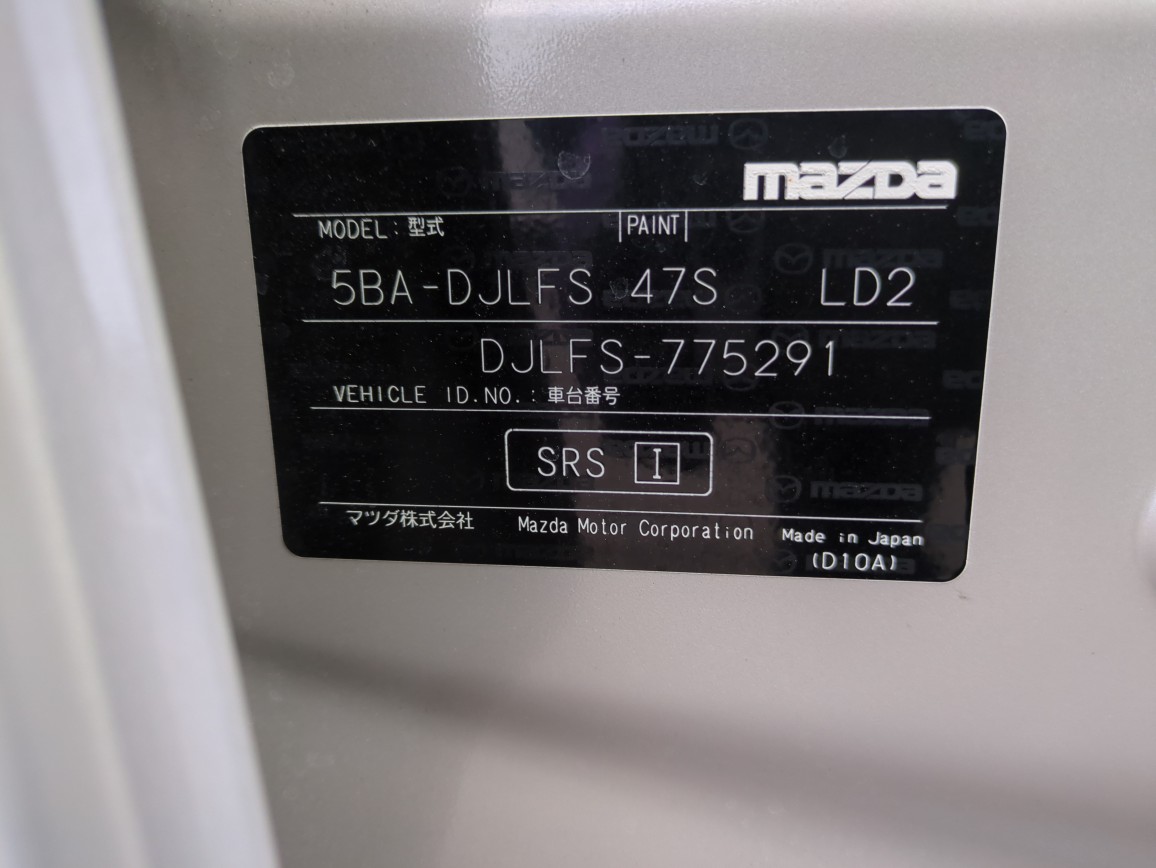 mazda
MODEL: 型式 PAINT
5BA-DJLFS 47S LD2
DJLFS-775291
VEHICLE ID.NO.: 車台番号
SRS I
マツダ株式会社 Mazda Motor Corporation Made in Japan
(D10A)